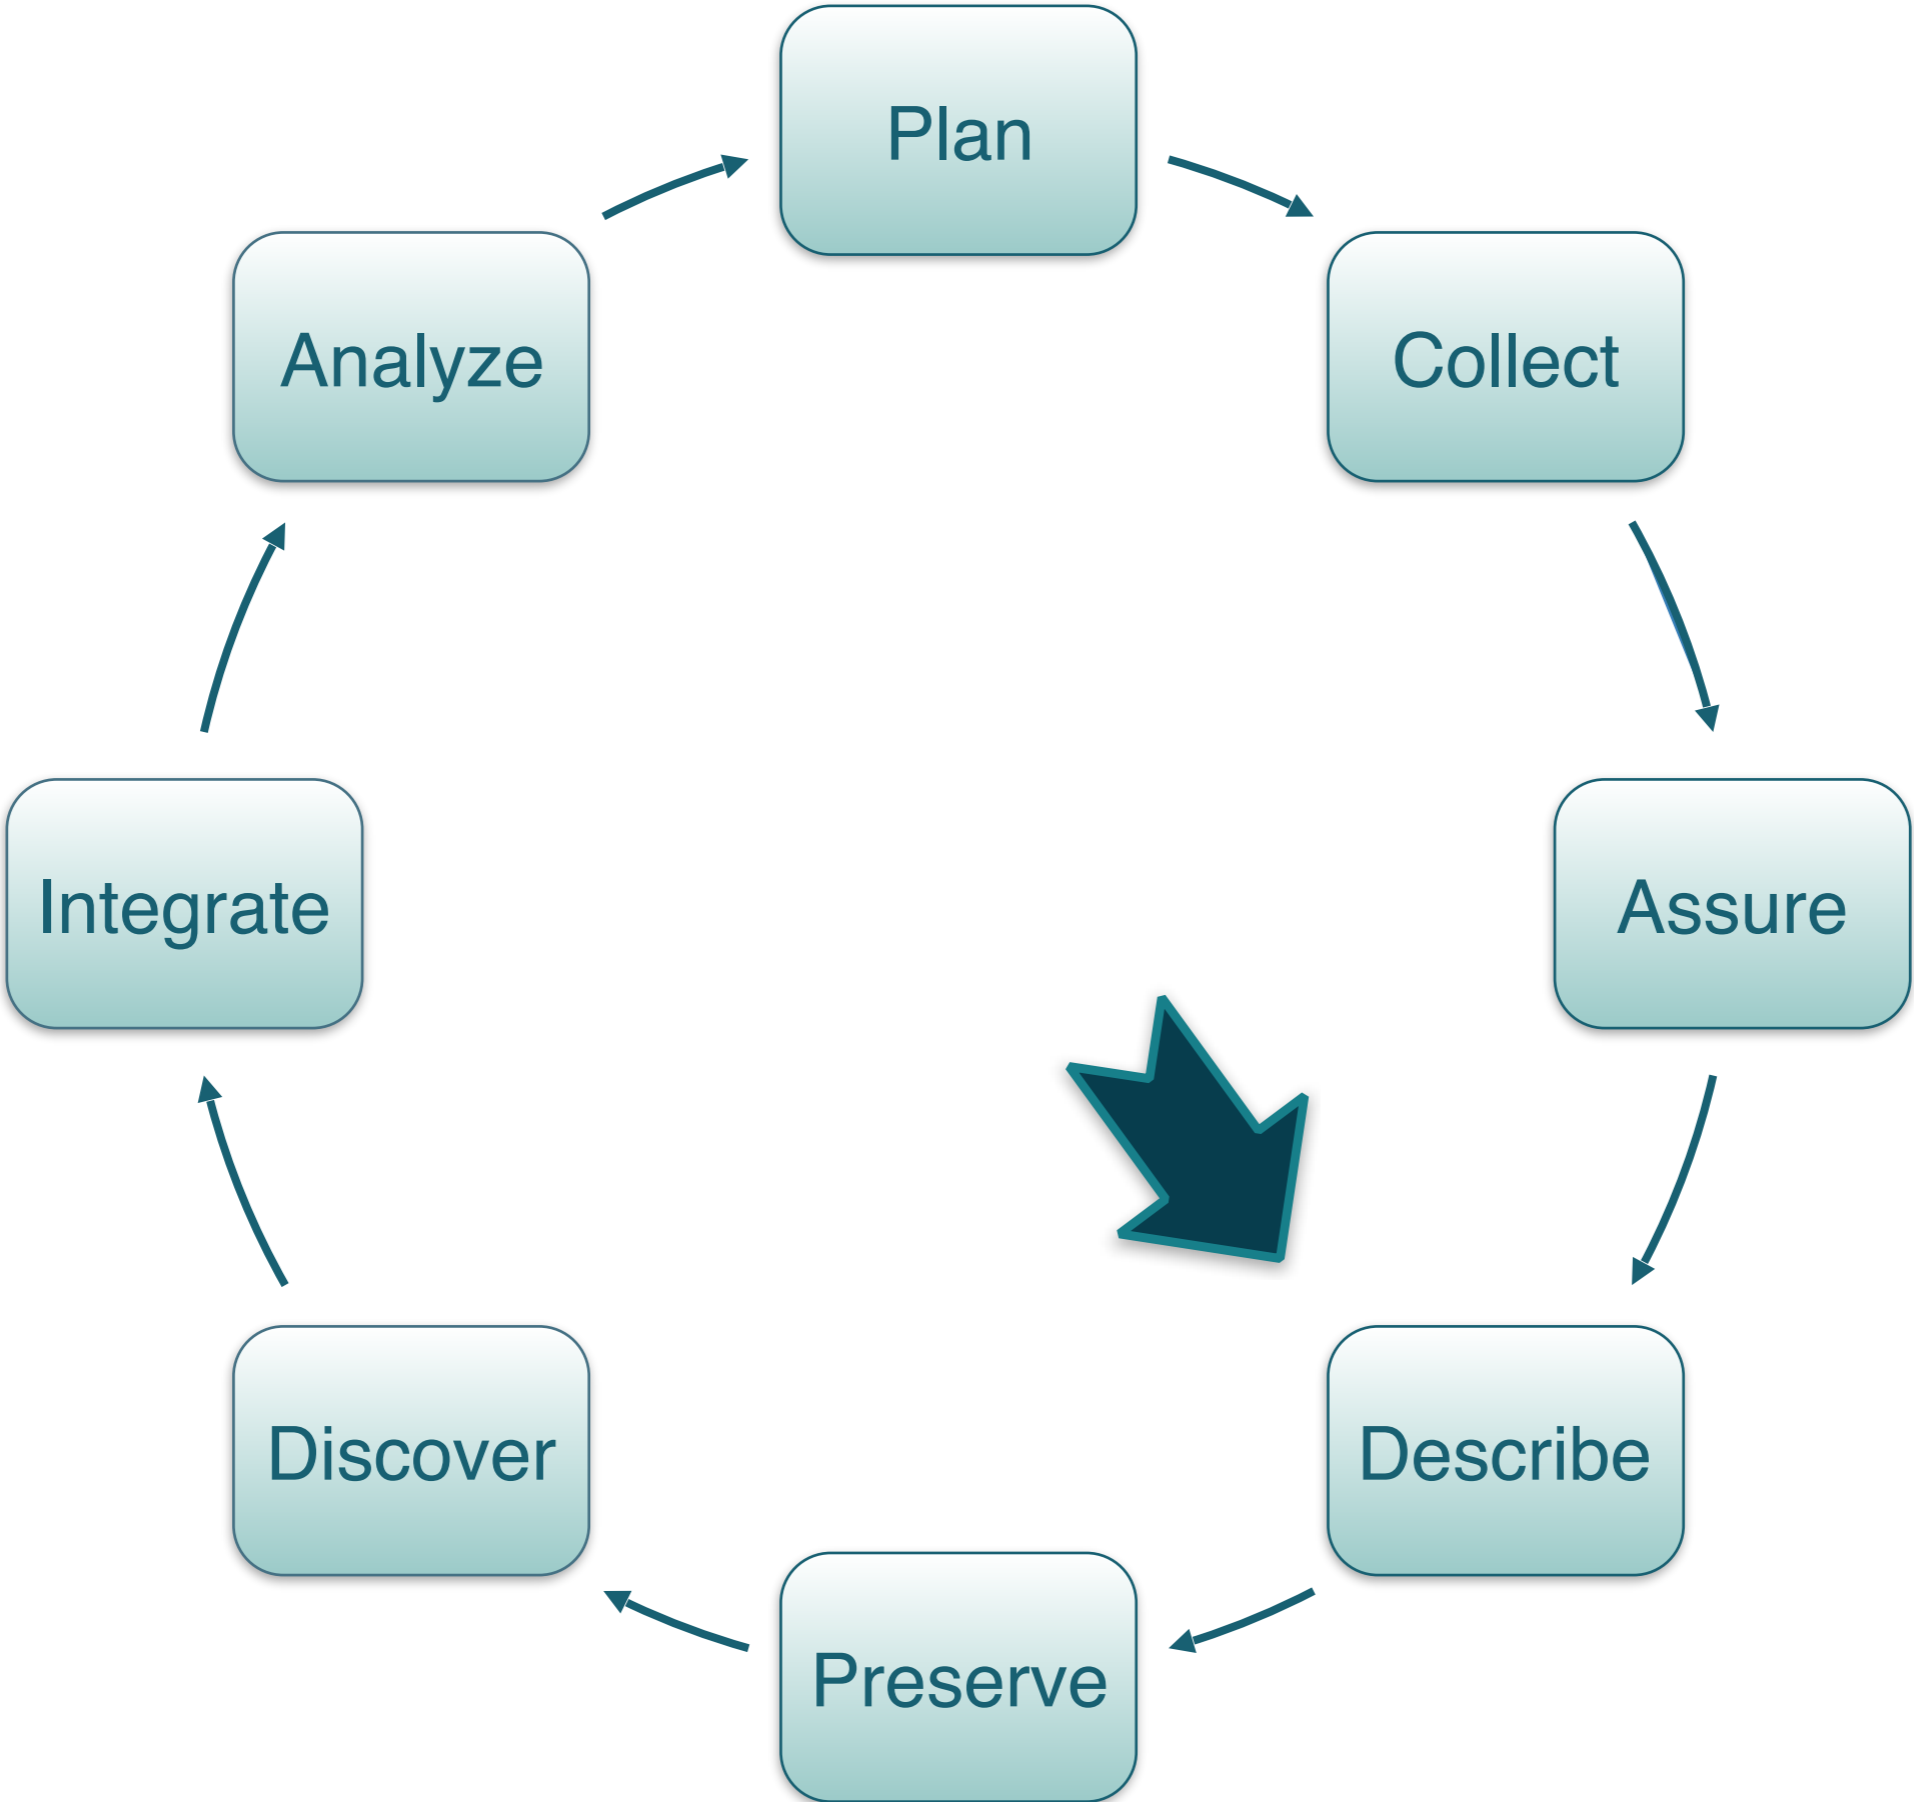 Plan
Collect
Assure
Describe
Preserve
Discover
Integrate
Analyze